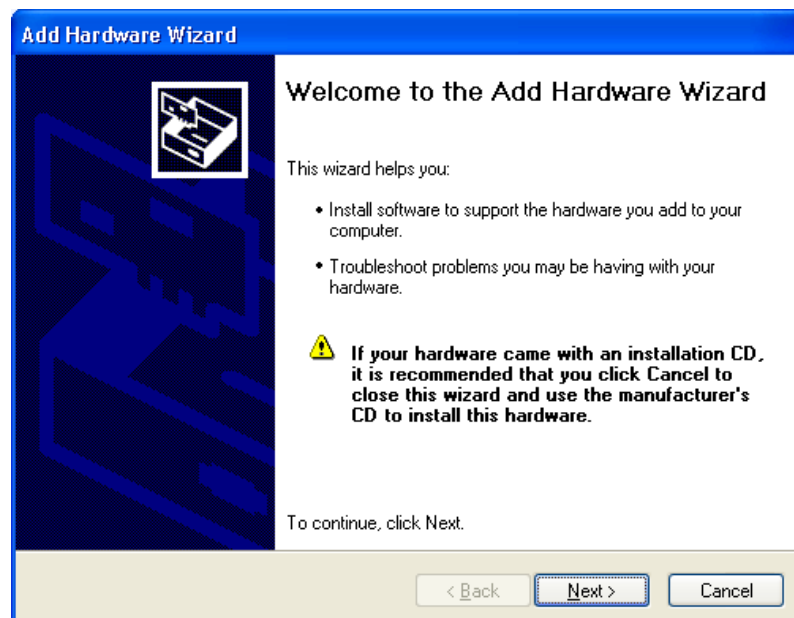 Add Hardware Wizard
Welcome to the Add Hardware Wizard
This wizard helps you:
• Install software to support the hardware you add to your
computer.
• Troubleshoot problems you may be having with your
hardware.
If your hardware came with an installation CD,
it is recommended that you click Cancel to
close this wizard and use the manufacturer's
CD to install this hardware.
To continue, click Next.
< Back Next > Cancel